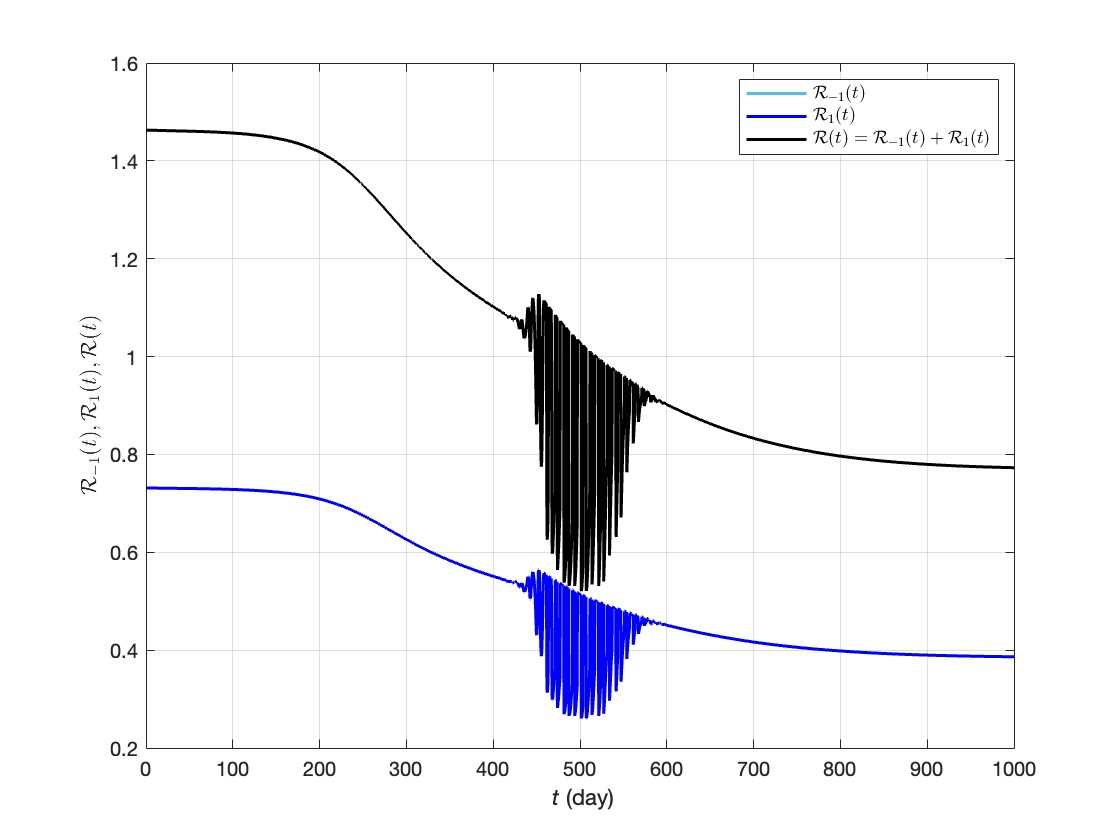 1.6
1.4
1.2
1
0.8
0.6
0.4
0.2
0 100 200 300 400 500 600 700 800 900 1000
t (day)
ℛ₋₁(t), ℛ₁(t), ℛ(t)
ℛ₋₁(t)
ℛ₁(t)
ℛ(t) = ℛ₋₁(t) + ℛ₁(t)